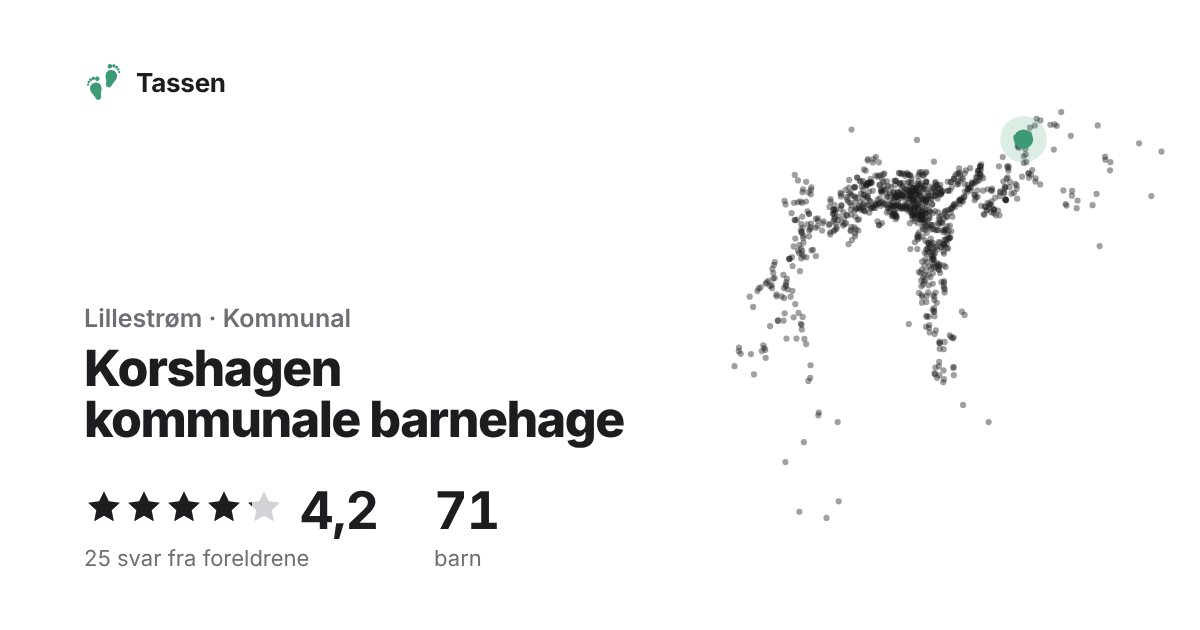 Tassen
Lillestrøm · Kommunal
Korshagen
kommunale barnehage
4,2
71
25 svar fra foreldrene
barn